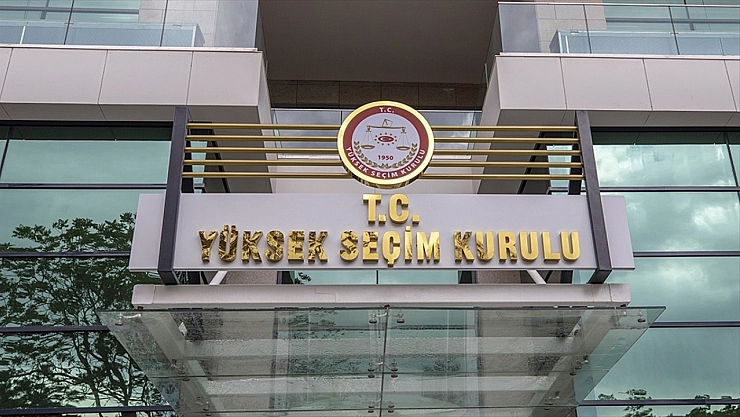 T.C.
1950
YÜKSEK SEÇİM KURULU
T.C.
YÜKSEK SEÇİM KURULU